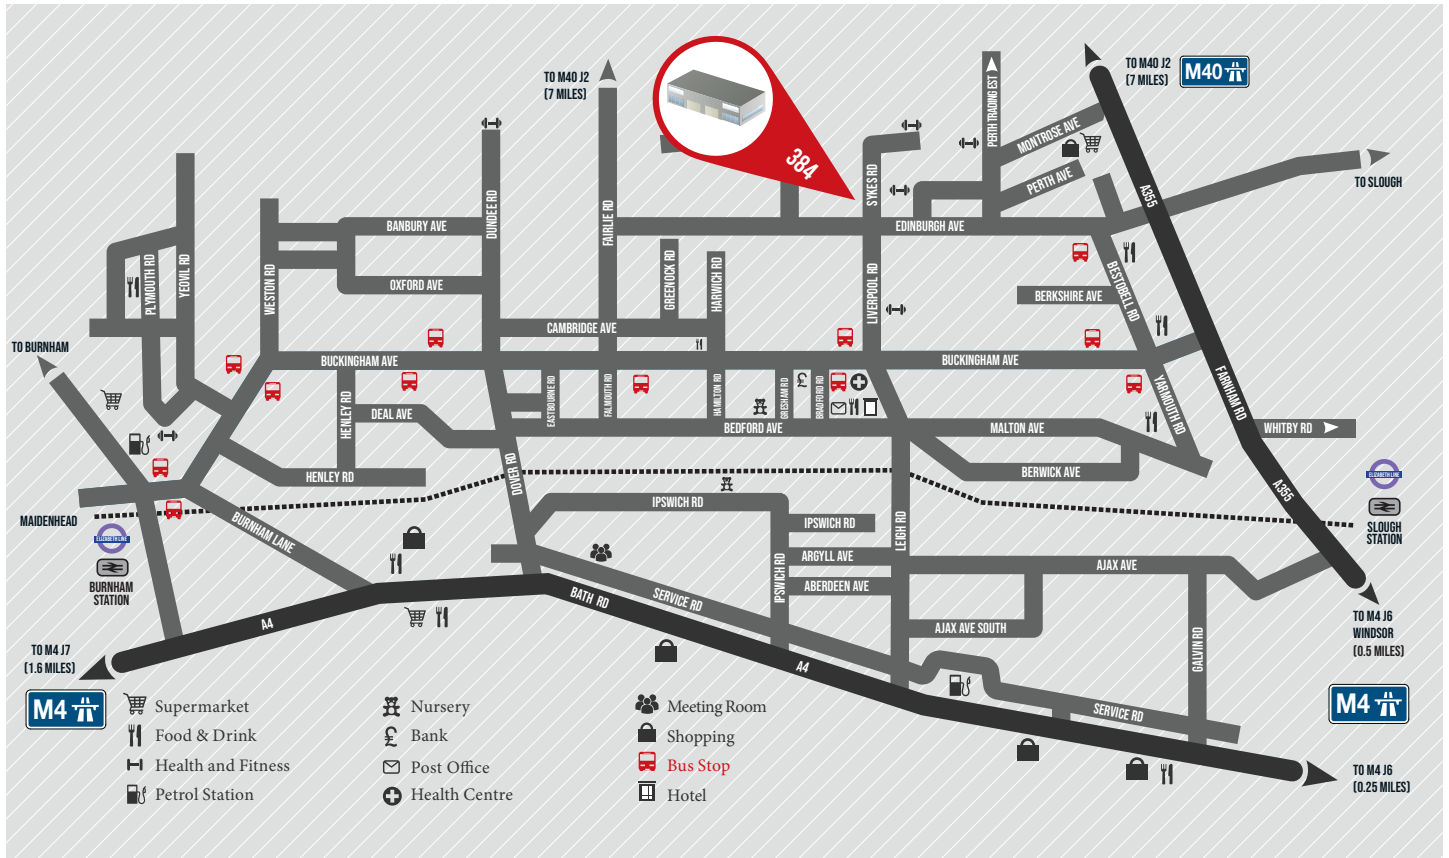 TO M40 J2
(7 MILES)
TO M40 J2
(7 MILES)
M40
384
PERTH TRADING EST
MONTROSE AVE
PERTH AVE
A355
TO SLOUGH
SYKES RD
DUNDEE RD
FAIRLIE RD
BANBURY AVE
EDINBURGH AVE
PLYMOUTH RD
YEOVIL RD
WESTON RD
OXFORD AVE
GREENOCK RD
HARWICH RD
LIVERPOOL RD
BESTOBELL RD
BERKSHIRE AVE
CAMBRIDGE AVE
TO BURNHAM
BUCKINGHAM AVE
BUCKINGHAM AVE
FARNHAM RD
YARMOUTH RD
EASTBOURNE RD
FALMOUTH RD
HAMILTON RD
GRESHAM RD
BRADFORD RD
HENLEY RD
DEAL AVE
BEDFORD AVE
MALTON AVE
WHITBY RD
HENLEY RD
DOVER RD
BERWICK AVE
A355
ELIZABETH LINE
SLOUGH
STATION
MAIDENHEAD
ELIZABETH LINE
BURNHAM
STATION
BURNHAM LANE
IPSWICH RD
IPSWICH RD
LEIGH RD
ARGYLL AVE
IPSWICH RD
ABERDEEN AVE
AJAX AVE
SERVICE RD
BATH RD
A4
AJAX AVE SOUTH
GALVIN RD
TO M4 J6
WINDSOR
(0.5 MILES)
TO M4 J7
(1.6 MILES)
A4
M4
M4
SERVICE RD
TO M4 J6
(0.25 MILES)
Supermarket
Food & Drink
Health and Fitness
Petrol Station
Nursery
Bank
Post Office
Health Centre
Meeting Room
Shopping
Bus Stop
Hotel